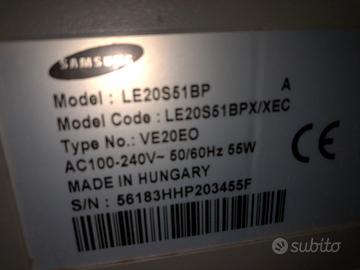 SAMSUNG
Model : LE20S51BP A
Model Code : LE20S51BPX/XEC
Type No.: VE20EO
AC100-240V~ 50/60Hz 55W
MADE IN HUNGARY
S/N : 56183HHP203455F
CE
subito